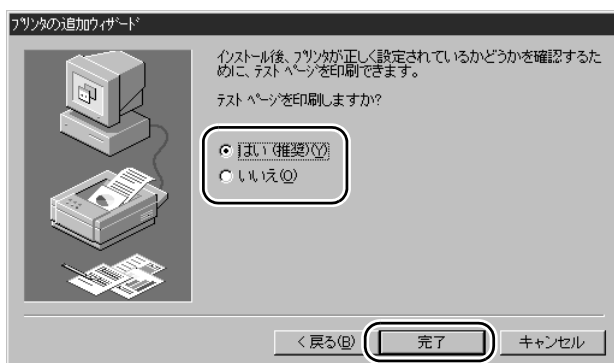 プリンタの追加ウィザード
インストール後、プリンタが正しく設定されているかどうかを確認するた
めに、テスト ページを印刷できます。
テスト ページを印刷しますか?
はい(推奨)(Y)
いいえ(O)
< 戻る(B)
完了
キャンセル